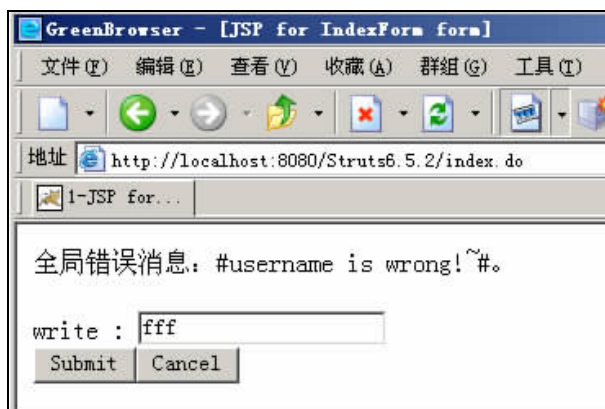 GreenBrowser - [JSP for IndexForm form]
文件(F) 编辑(E) 查看(V) 收藏(A) 群组(G) 工具(T)
地址 http://localhost:8080/Struts6.5.2/index.do
1-JSP for...
全局错误消息：#username is wrong!~#。
write : fff
Submit Cancel